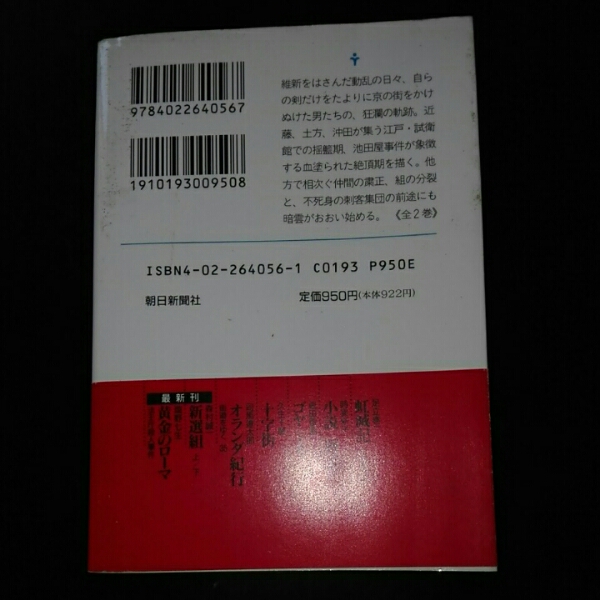 9784022640567
1910193009508
維新をはさんだ動乱の日々、自ら
の剣だけをたよりに京の街をかけ
ぬけた男たちの、狂瀾の軌跡。近
藤、土方、沖田が集う江戸・試衛
館での揺籃期、池田屋事件が象徴
する血塗られた絶頂期を描く。他
方で相次ぐ仲間の粛正、組の分裂
と、不死身の刺客集団の前途にも
暗雲がおおい始める。《全2巻》
ISBN4-02-264056-1 C0193 P950E
朝日新聞社
定価950円(本体922円)
十字街
オランダ紀行
最新刊
新選組
黄金のローマ